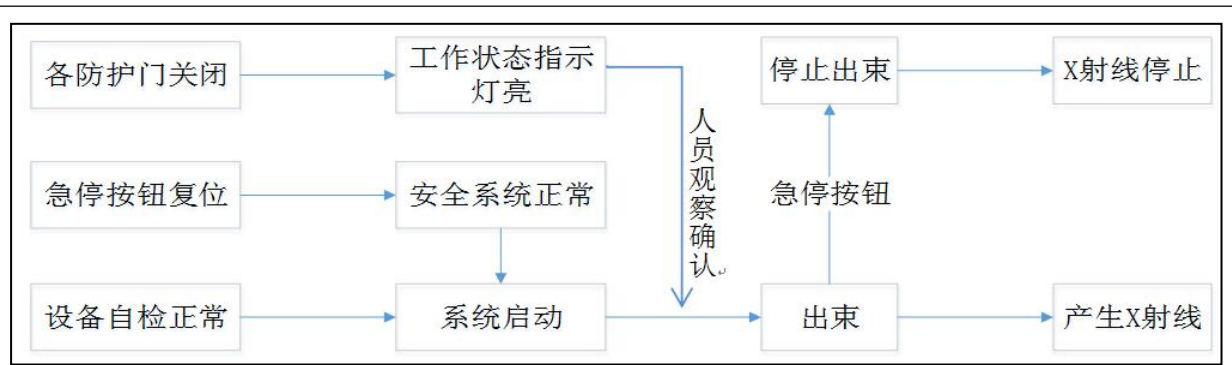 各防护门关闭
工作状态指示
灯亮
停止出束
X射线停止
人员观察确认
急停按钮复位
安全系统正常
急停按钮
设备自检正常
系统启动
出束
产生X射线